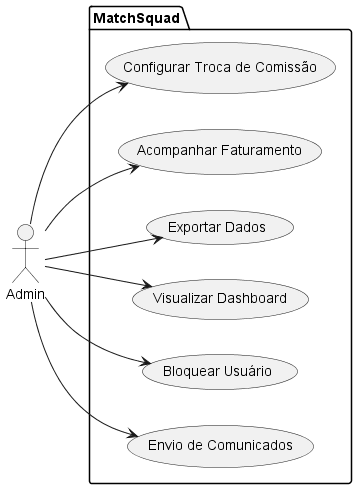 MatchSquad
Configurar Troca de Comissão
Acompanhar Faturamento
Exportar Dados
Admin
Visualizar Dashboard
Bloquear Usuário
Envio de Comunicados